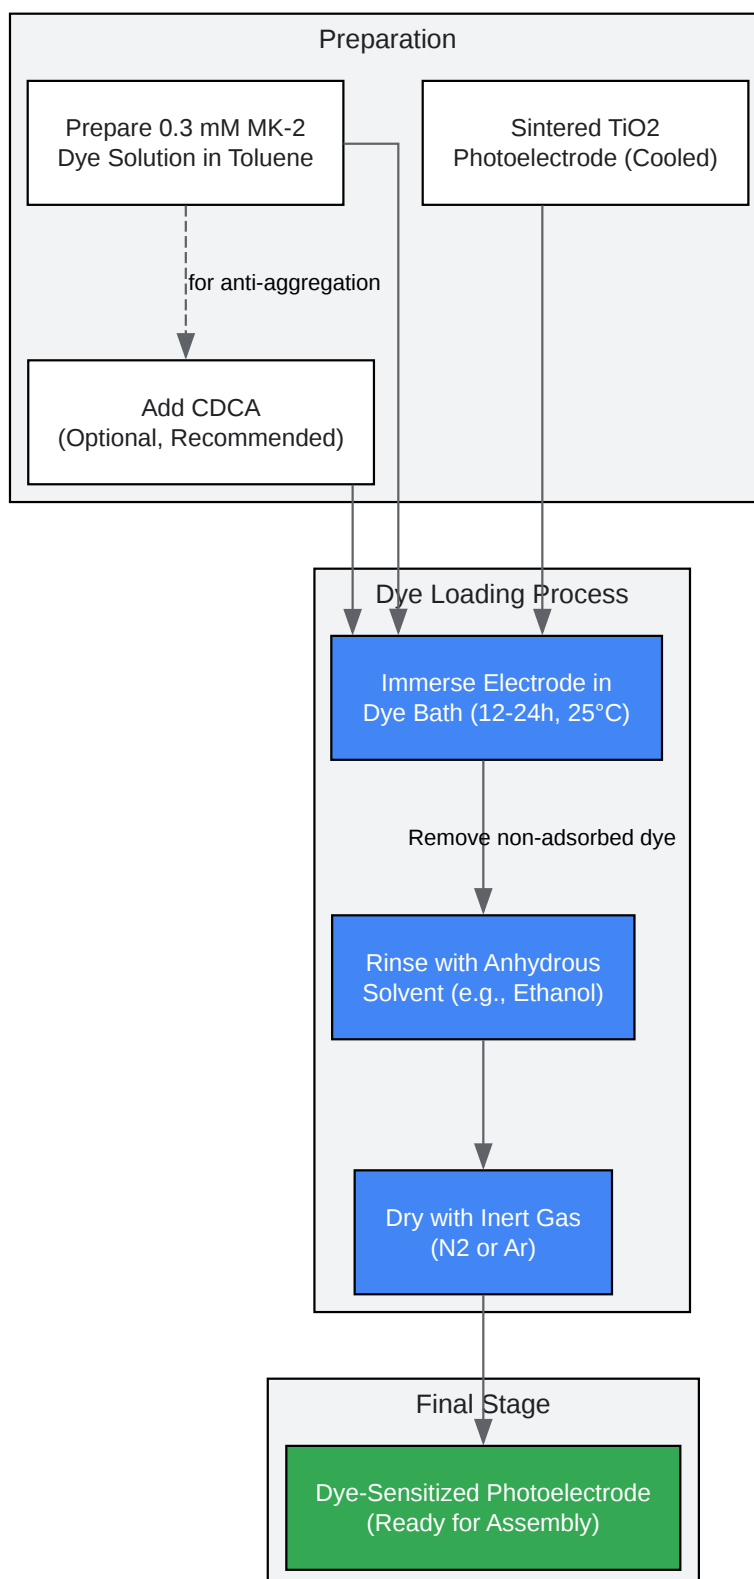 Preparation
Prepare 0.3 mM MK-2
Dye Solution in Toluene
Sintered TiO2
Photoelectrode (Cooled)
for anti-aggregation
Add CDCA
(Optional, Recommended)
Dye Loading Process
Immerse Electrode in
Dye Bath (12-24h, 25°C)
Remove non-adsorbed dye
Rinse with Anhydrous
Solvent (e.g., Ethanol)
Dry with Inert Gas
(N2 or Ar)
Final Stage
Dye-Sensitized Photoelectrode
(Ready for Assembly)